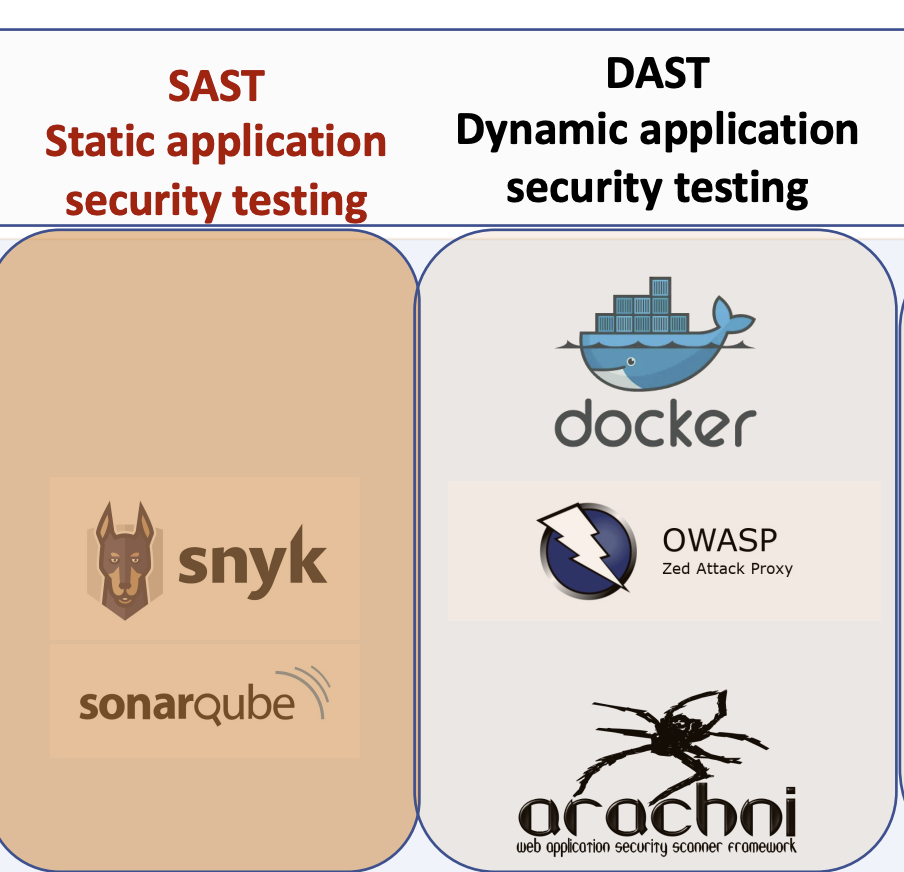 SAST
Static application
security testing
DAST
Dynamic application
security testing
snyk
sonarqube
docker
OWASP
Zed Attack Proxy
arachni
web application security scanner framework